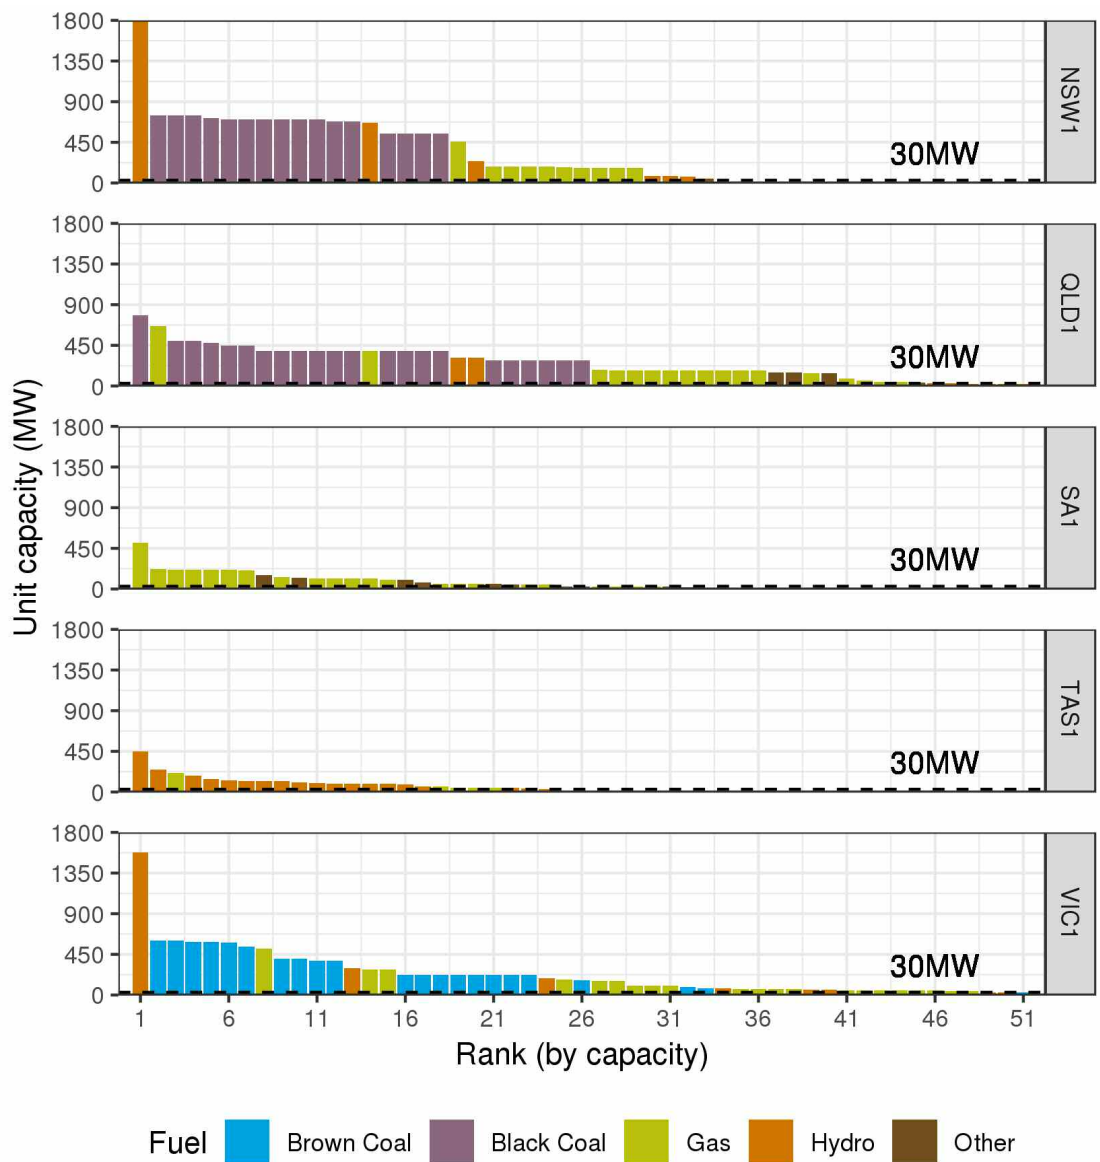 Unit capacity (MW)
1800
1350
900
450
0
30MW
NSW1
1800
1350
900
450
0
30MW
QLD1
1800
1350
900
450
0
30MW
SA1
1800
1350
900
450
0
30MW
TAS1
1800
1350
900
450
0
30MW
VIC1
1 6 11 16 21 26 31 36 41 46 51
Rank (by capacity)
Fuel Brown Coal Black Coal Gas Hydro Other